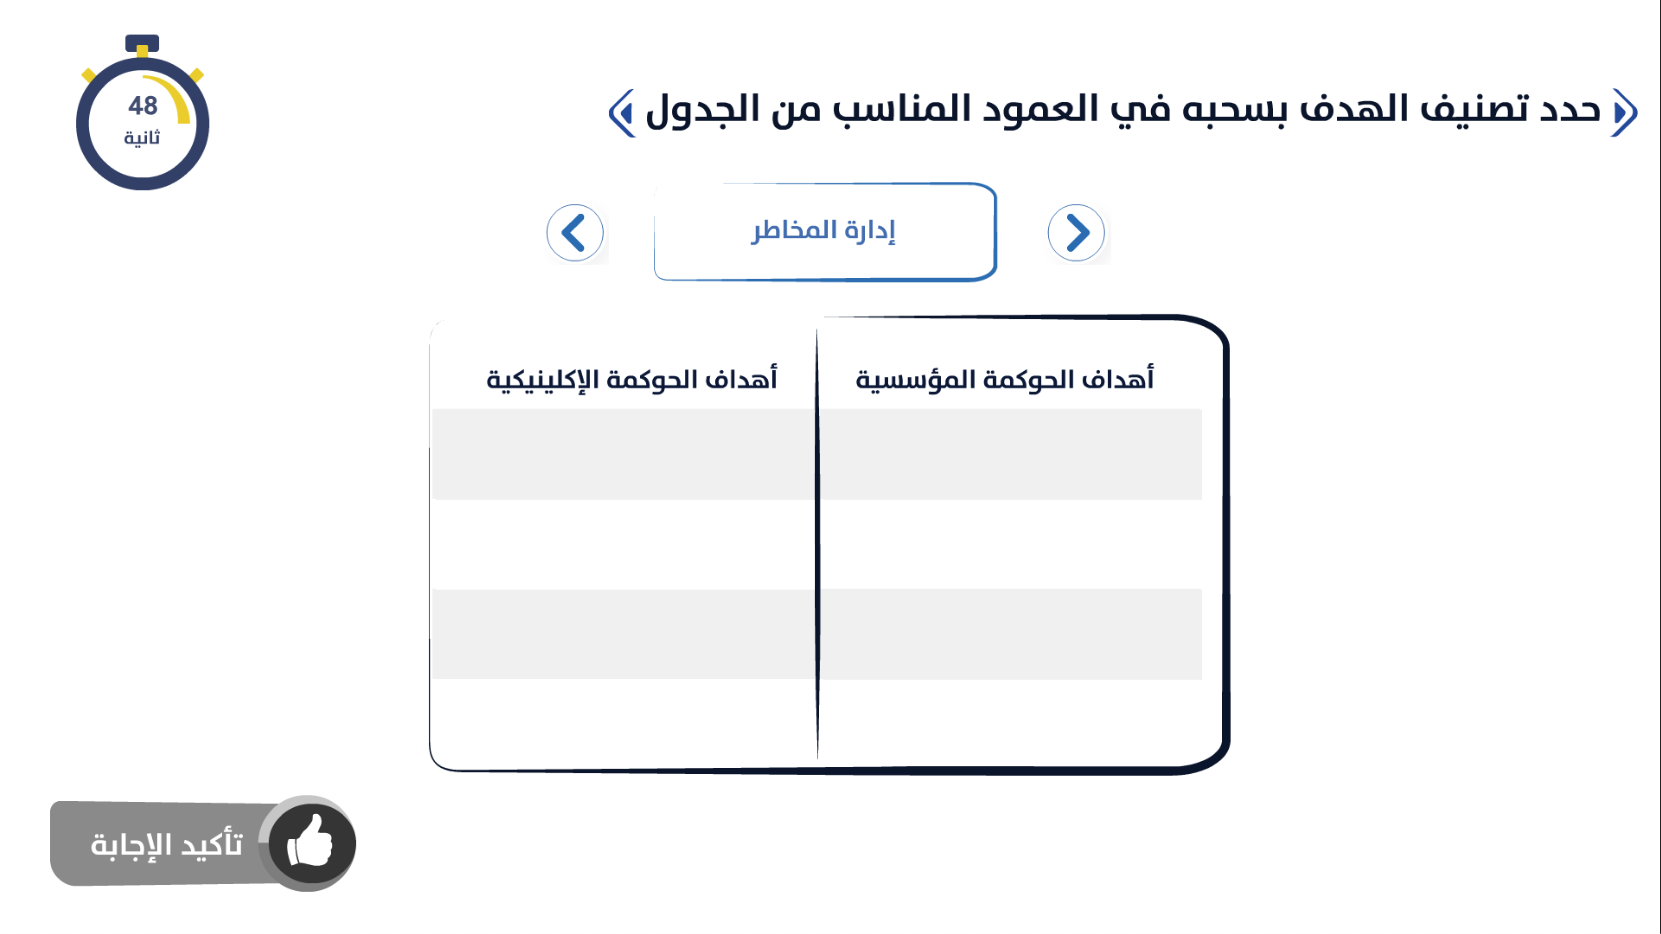 حدد تصنيف الهدف بسحبه في العمود المناسب من الجدول
48
ثانية
إدارة المخاطر
أهداف الحوكمة المؤسسية
أهداف الحوكمة الإكلينيكية
تأكيد الإجابة